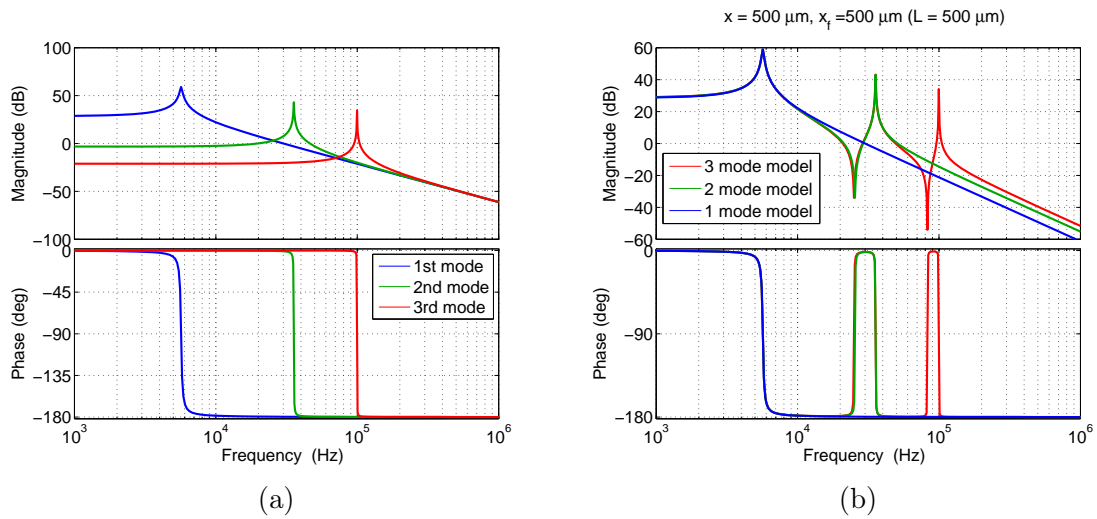 x = 500 μm, x_f =500 μm (L = 500 μm)
100
50
0
−50
−100
Magnitude (dB)
0
−45
−90
−135
−180
Phase (deg)
1st mode
2nd mode
3rd mode
10^3
10^4
10^5
10^6
Frequency (Hz)
(a)
60
40
20
0
−20
−40
−60
Magnitude (dB)
3 mode model
2 mode model
1 mode model
0
−90
−180
Phase (deg)
10^3
10^4
10^5
10^6
Frequency (Hz)
(b)